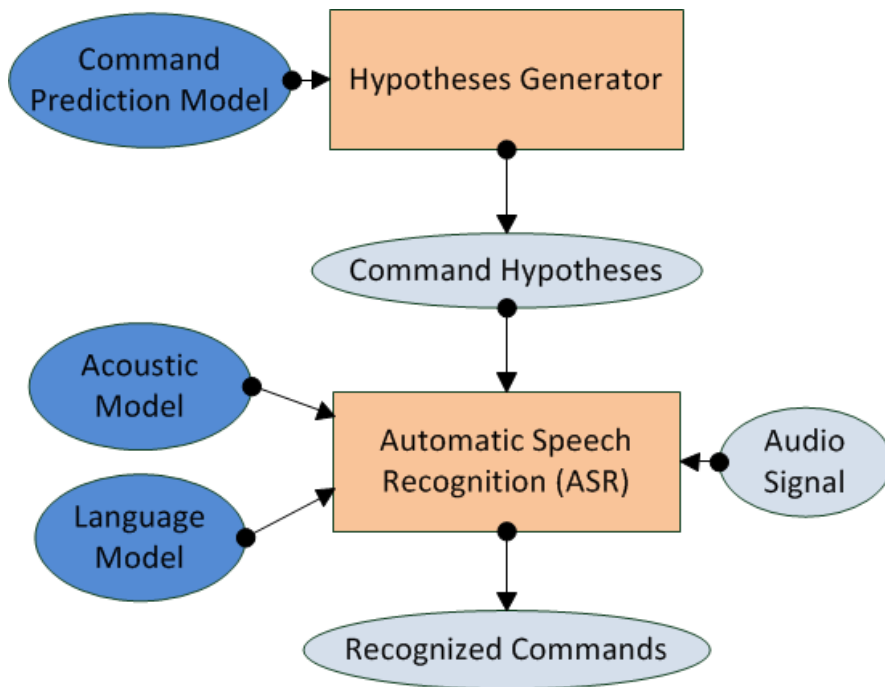 Command
Prediction Model
Hypotheses Generator
Command Hypotheses
Acoustic
Model
Automatic Speech
Recognition (ASR)
Audio
Signal
Language
Model
Recognized Commands